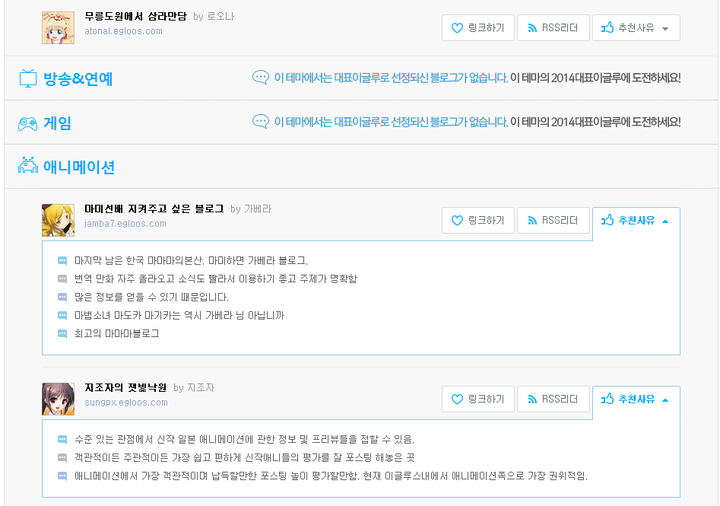 무릉도원에서 삼라만담 by 로오나
atonal.egloos.com
링크하기 RSS리더 추천사유
방송&연예 이 테마에서는 대표이글루로 선정되신 블로그가 없습니다. 이 테마의 2014대표이글루에 도전하세요!
게임 이 테마에서는 대표이글루로 선정되신 블로그가 없습니다. 이 테마의 2014대표이글루에 도전하세요!
애니메이션
마미선배 지켜주고 싶은 블로그 by 가베라
jamba7.egloos.com
링크하기 RSS리더 추천사유
마지막 남은 한국 마마마의본산. 마미하면 가베라 블로그.
번역 만화 자주 올라오고 소식도 빨라서 이용하기 좋고 주제가 명확함
많은 정보를 얻을 수 있기 때문입니다.
마법소녀 마도카 마기카는 역시 가베라 님 아닙니까
최고의 마마마블로그
지조자의 잿빛낙원 by 지조자
sungpx.egloos.com
링크하기 RSS리더 추천사유
수준 있는 관점에서 신작 일본 애니메이션에 관한 정보 및 프리뷰들을 접할 수 있음.
객관적이든 주관적이든 가장 쉽고 편하게 신작애니들의 평가를 잘 포스팅 해놓은 곳
애니메이션에서 가장 객관적이며 납득할만한 포스팅 높이 평가할만함. 현재 이글루스내에서 애니메이션쪽으로 가장 권위적임.